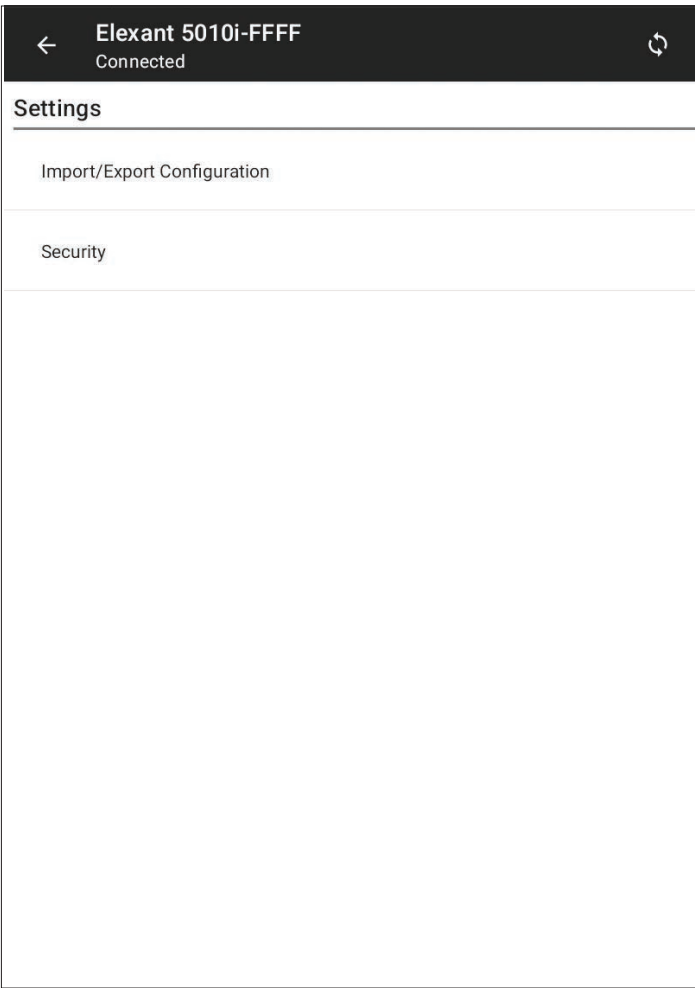 Elexant 5010i-FFFF
Connected
Settings
Import/Export Configuration
Security